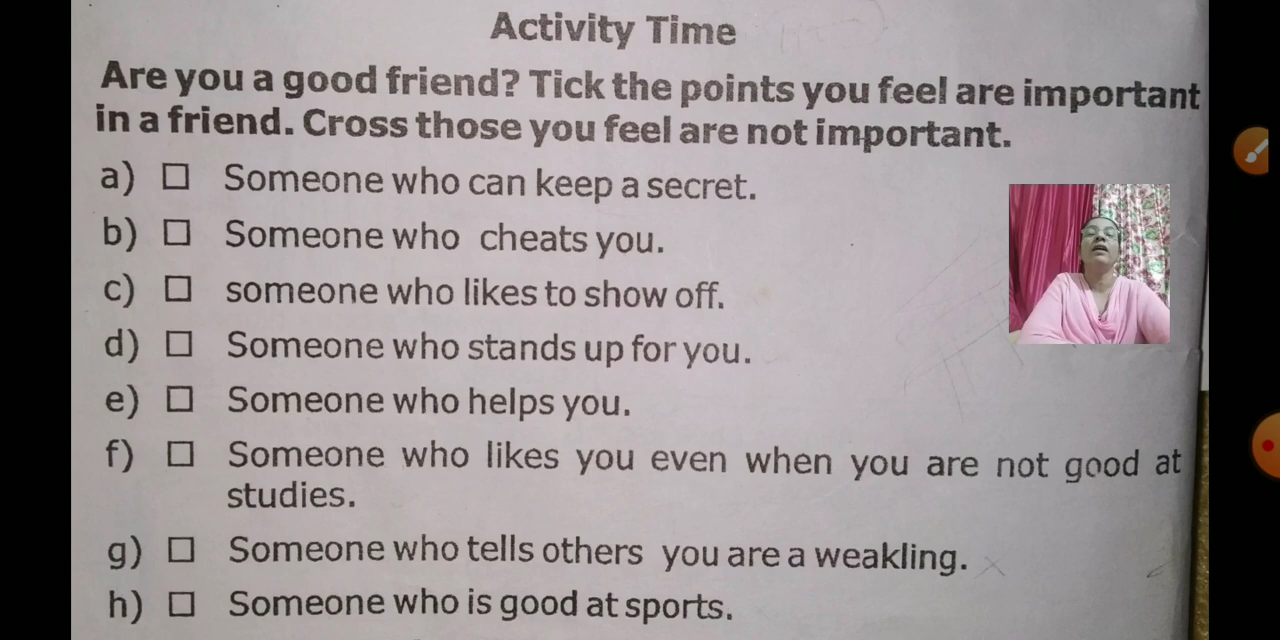 Activity Time
Are you a good friend? Tick the points you feel are important
in a friend. Cross those you feel are not important.
a) □ Someone who can keep a secret.
b) □ Someone who cheats you.
c) □ someone who likes to show off.
d) □ Someone who stands up for you.
e) □ Someone who helps you.
f) □ Someone who likes you even when you are not good at
studies.
g) □ Someone who tells others you are a weakling.
h) □ Someone who is good at sports.